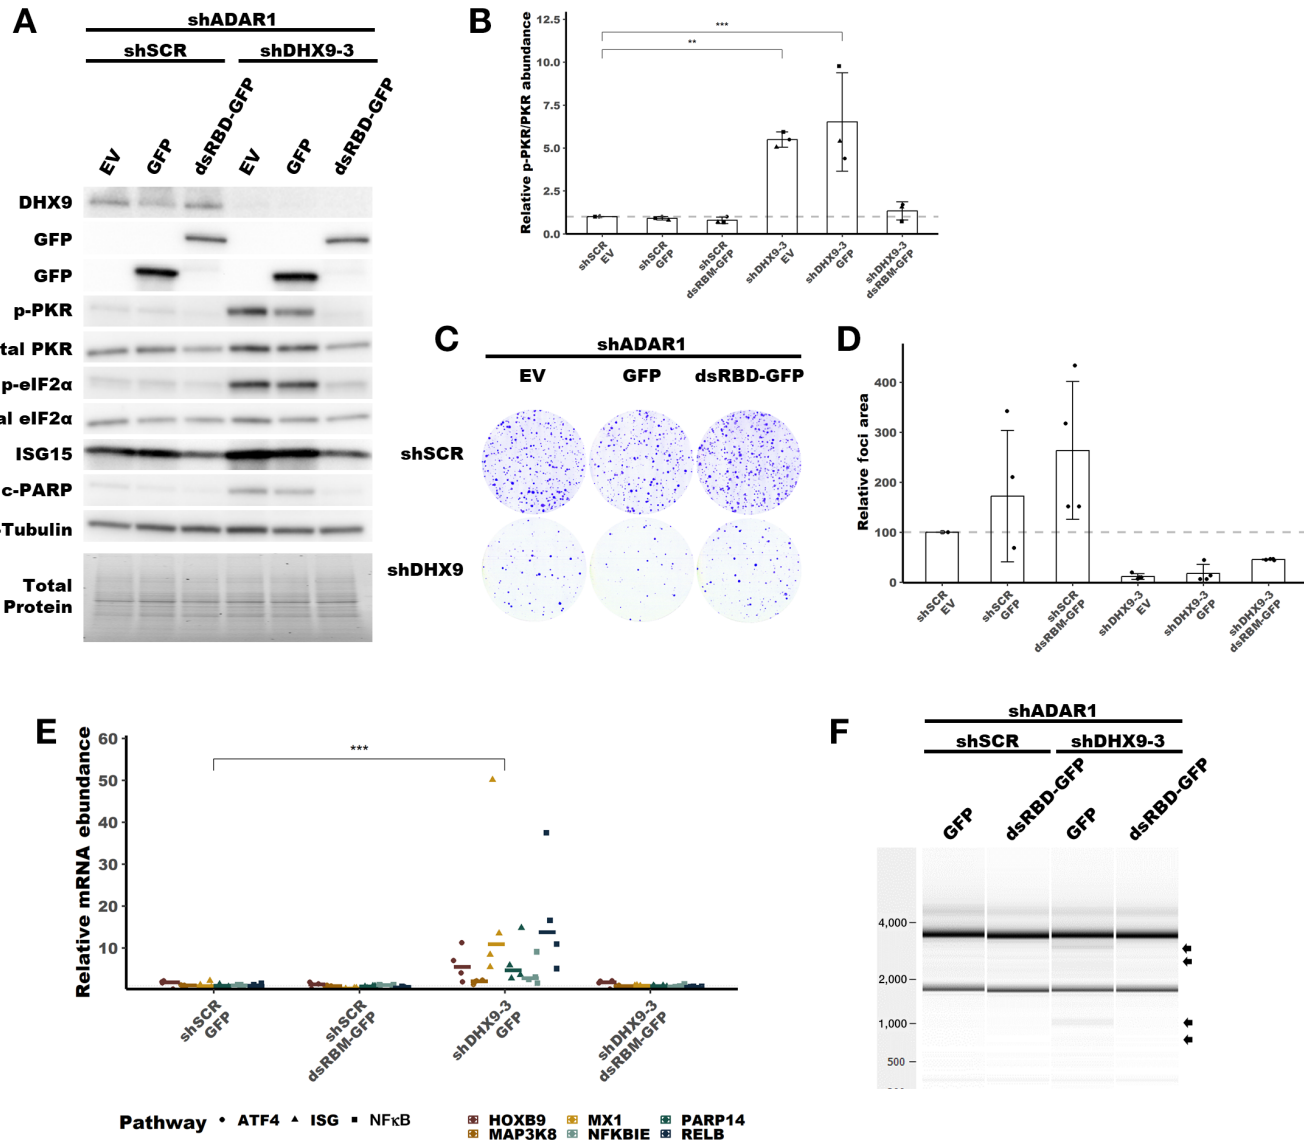 A
shADAR1
shSCR
shDHX9-3
EV
GFP
dsRBD-GFP
EV
GFP
dsRBD-GFP
DHX9
GFP
GFP
p-PKR
tal PKR
p-eIF2α
al eIF2α
ISG15
c-PARP
-Tubulin
Total
Protein
B
Relative p-PKR/PKR abundance
12.5
10.0
7.5
5.0
2.5
0.0
***
**
shSCR
EV
shSCR
GFP
shSCR
dsRBM-GFP
shDHX9-3
EV
shDHX9-3
GFP
shDHX9-3
dsRBM-GFP
C
shADAR1
EV
GFP
dsRBD-GFP
shSCR
shDHX9
D
Relative foci area
400
300
200
100
0
shSCR
EV
shSCR
GFP
shSCR
dsRBM-GFP
shDHX9-3
EV
shDHX9-3
GFP
shDHX9-3
dsRBM-GFP
E
Relative mRNA ebundance
60
50
40
30
20
10
***
shSCR
GFP
shSCR
dsRBM-GFP
shDHX9-3
GFP
shDHX9-3
dsRBM-GFP
Pathway ATF4 ISG NFκB
HOXB9 MX1 PARP14
MAP3K8 NFKBIE RELB
F
shADAR1
shSCR
shDHX9-3
GFP
dsRBD-GFP
GFP
dsRBD-GFP
4,000
2,000
1,000
500